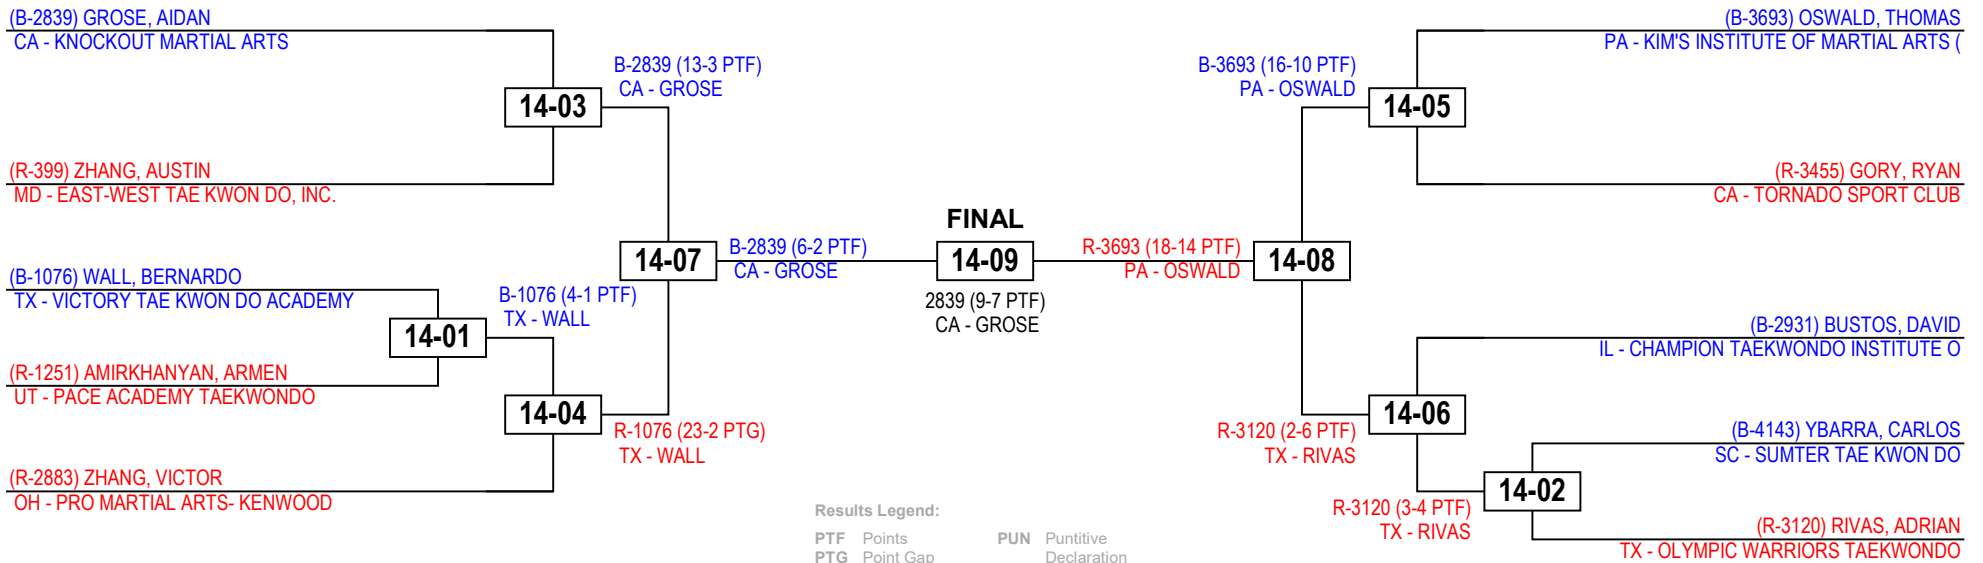 (B-2839) GROSE, AIDAN
CA - KNOCKOUT MARTIAL ARTS
B-2839 (13-3 PTF)
CA - GROSE
14-03
(R-399) ZHANG, AUSTIN
MD - EAST-WEST TAE KWON DO, INC.
14-07
B-2839 (6-2 PTF)
CA - GROSE
(B-1076) WALL, BERNARDO
TX - VICTORY TAE KWON DO ACADEMY
B-1076 (4-1 PTF)
TX - WALL
14-01
(R-1251) AMIRKHANYAN, ARMEN
UT - PACE ACADEMY TAEKWONDO
14-04
R-1076 (23-2 PTG)
TX - WALL
(R-2883) ZHANG, VICTOR
OH - PRO MARTIAL ARTS- KENWOOD
FINAL
14-09
2839 (9-7 PTF)
CA - GROSE
(B-3693) OSWALD, THOMAS
PA - KIM'S INSTITUTE OF MARTIAL ARTS (
B-3693 (16-10 PTF)
PA - OSWALD
14-05
(R-3455) GORY, RYAN
CA - TORNADO SPORT CLUB
R-3693 (18-14 PTF)
PA - OSWALD
14-08
(B-2931) BUSTOS, DAVID
IL - CHAMPION TAEKWONDO INSTITUTE O
14-06
R-3120 (2-6 PTF)
TX - RIVAS
(B-4143) YBARRA, CARLOS
SC - SUMTER TAE KWON DO
14-02
R-3120 (3-4 PTF)
TX - RIVAS
(R-3120) RIVAS, ADRIAN
TX - OLYMPIC WARRIORS TAEKWONDO
Results Legend:
PTF Points
PTG Point Gap
PUN Puntitive
Declaration